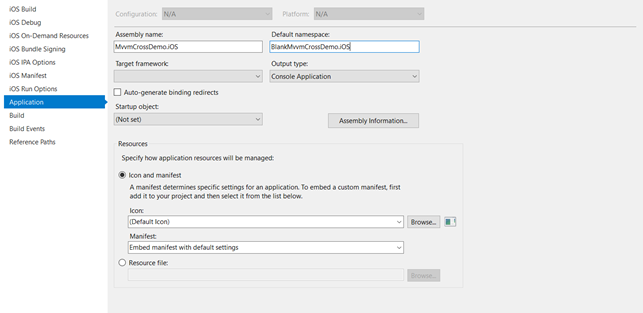 iOS Build
iOS Debug
iOS On-Demand Resources
iOS Bundle Signing
iOS IPA Options
iOS Manifest
iOS Run Options
Application
Build
Build Events
Reference Paths
Configuration: N/A Platform: N/A
Assembly name: Default namespace:
MvvmCrossDemo.iOS BlankMvvmCrossDemo.iOS
Target framework: Output type:
Console Application
Auto-generate binding redirects
Startup object:
(Not set) Assembly Information...
Resources
Specify how application resources will be managed:
Icon and manifest
A manifest determines specific settings for an application. To embed a custom manifest, first
add it to your project and then select it from the list below.
Icon:
(Default Icon) Browse...
Manifest:
Embed manifest with default settings
Resource file:
Browse...